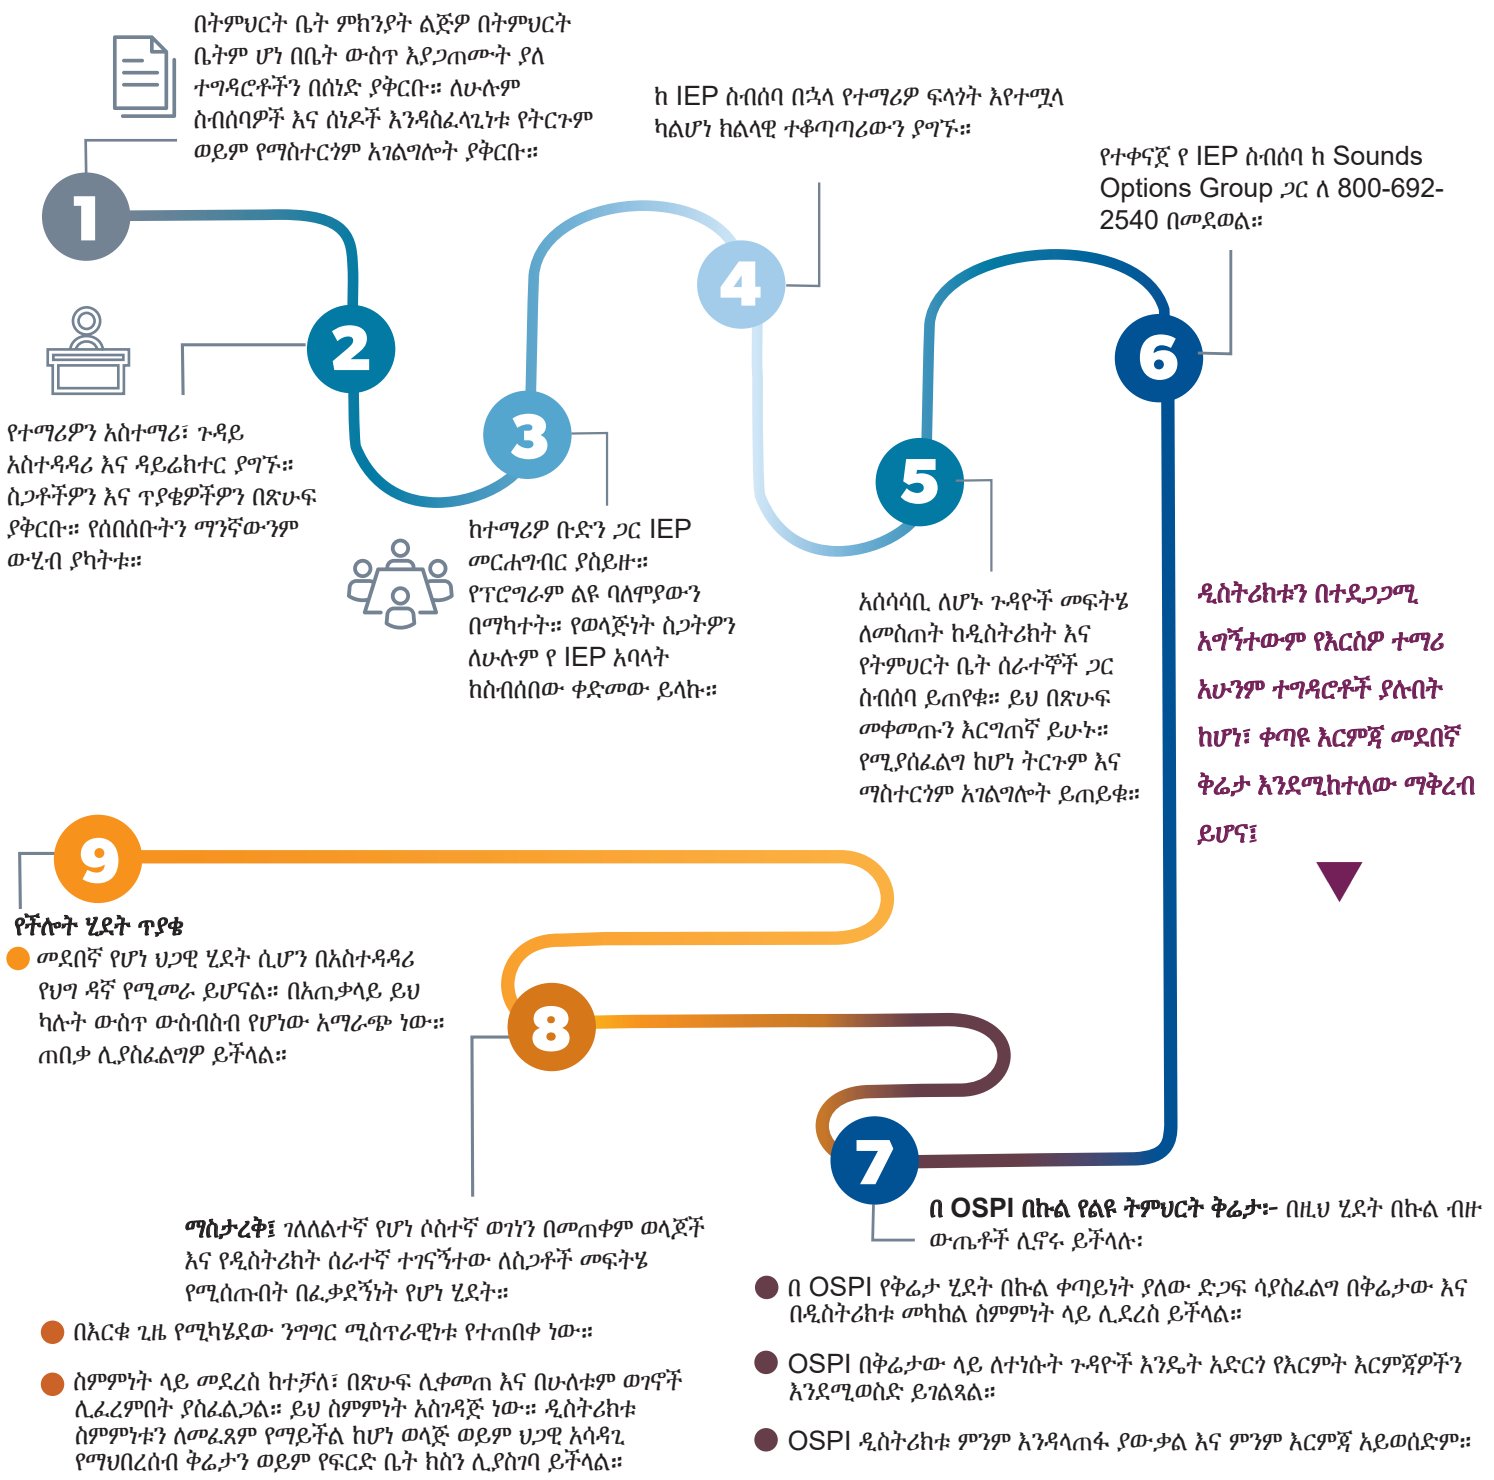 በትምህርት ቤት ምክንያት ልጅዎ በትምህርት
ቤትም ሆነ በቤት ውስጥ እያጋጠሙት ያለ
ተግዳሮቶችን በሰነድ ያቅርቡ። ለሁሉም
ስብሰባዎች እና ሰነዶች እንዳስፈላጊነቱ የትርጉም
ወይም የማስተርጎም አገልግሎት ያቅርቡ።
1
2
የተማሪዎን አስተማሪ፣ ጉዳይ
አስተዳዳሪ እና ዳይሬክተር ያግኙ።
ስጋቶችዎን እና ጥያቄዎችዎን በጽሁፍ
ያቅርቡ። የሰበሰቡትን ማንኛውንም
ውሂብ ያካትቱ።
3
ከተማሪዎ ቡድን ጋር IEP
መርሐግብር ያስይዙ።
የፕሮግራም ልዩ ባለሞያውን
በማካተት። የወላጅነት ስጋትዎን
ለሁሉም የ IEP አባላት
ከስብሰበው ቀድመው ይላኩ።
ከ IEP ስብሰባ በኋላ የተማሪዎ ፍላጎት እየተሟላ
ካልሆነ ክልላዊ ተቆጣጣሪውን ያግኙ።
4
5
አሰሳሳቢ ለሆኑ ጉዳዮች መፍትሄ
ለመስጠት ከዲስትሪክት እና
የትምህርት ቤት ሰራተኞች ጋር
ስብሰባ ይጠየቁ። ይህ በጽሁፍ
መቀመጡን እርግጠኛ ይሁኑ።
የሚያሰፈልግ ከሆነ ትርጉም እና
ማስተርጎም አገልግሎት ይጠይቁ።
የተቀናጀ የ IEP ስብሰባ ከ Sounds
Options Group ጋር ለ 800-692-
2540 በመደወል።
6
ዲስትሪክቱን በተደጋጋሚ
አግኝተውም የእርስዎ ተማሪ
አሁንም ተግዳሮቶች ያሉበት
ከሆነ፣ ቀጣዩ እርምጃ መደበኛ
ቅሬታ እንደሚከተለው ማቅረብ
ይሆናል፤
7
በ OSPI በኩል የልዩ ትምህርት ቅሬታ፡- በዚህ ሂደት በኩል ብዙ
ውጤቶች ሊኖሩ ይችላሉ፡
በ OSPI የቅሬታ ሂደት በኩል ቀጣይነት ያለው ድጋፍ ሳያስፈልግ በቅሬታው እና
በዲስትሪክቱ መካከል ስምምነት ላይ ሊደረስ ይችላል።
OSPI በቅሬታው ላይ ለተነሱት ጉዳዮች እንዴት አድርጎ የእርምት እርምጃዎችን
እንደሚወስድ ይገልጻል።
OSPI ዲስትሪክቱ ምንም እንዳላጠፋ ያውቃል እና ምንም እርምጃ አይወሰድም።
8
ማስታረቅ፤ ገለለልተኛ የሆነ ሶስተኛ ወገነን በመጠቀም ወላጆች
እና የዲስትሪክት ሰራተኛ ተገናኝተው ለስጋቶች መፍትሄ
የሚሰጡበት በፈቃደኝነት የሆነ ሂደት።
በእርቁ ጊዜ የሚካሄደው ንግግር ሚስጥራዊነቱ የተጠበቀ ነው።
ስምምነት ላይ መደረስ ከተቻለ፣ በጽሁፍ ሊቀመጠ እና በሁለቱም ወገኖች
ሊፈረምበት ያስፈልጋል። ይህ ስምምነት አስገዳጅ ነው። ዲስትሪክቱ
ስምምነቱን ለመፈጸም የማይችል ከሆነ ወላጅ ወይም ህጋዊ አሳዳጊ
የማህበረሰብ ቅሬታን ወይም የፍርድ ቤት ክስን ሊያስገባ ይችላል።
9
የችሎት ሂደት ጥያቄ
መደበኛ የሆነ ህጋዊ ሂደት ሲሆን በአስተዳዳሪ
የህግ ዳኛ የሚመራ ይሆናል። በአጠቃላይ ይህ
ካሉት ውስጥ ውስብስብ የሆነው አማራጭ ነው።
ጠበቃ ሊያስፈልግዎ ይችላል።